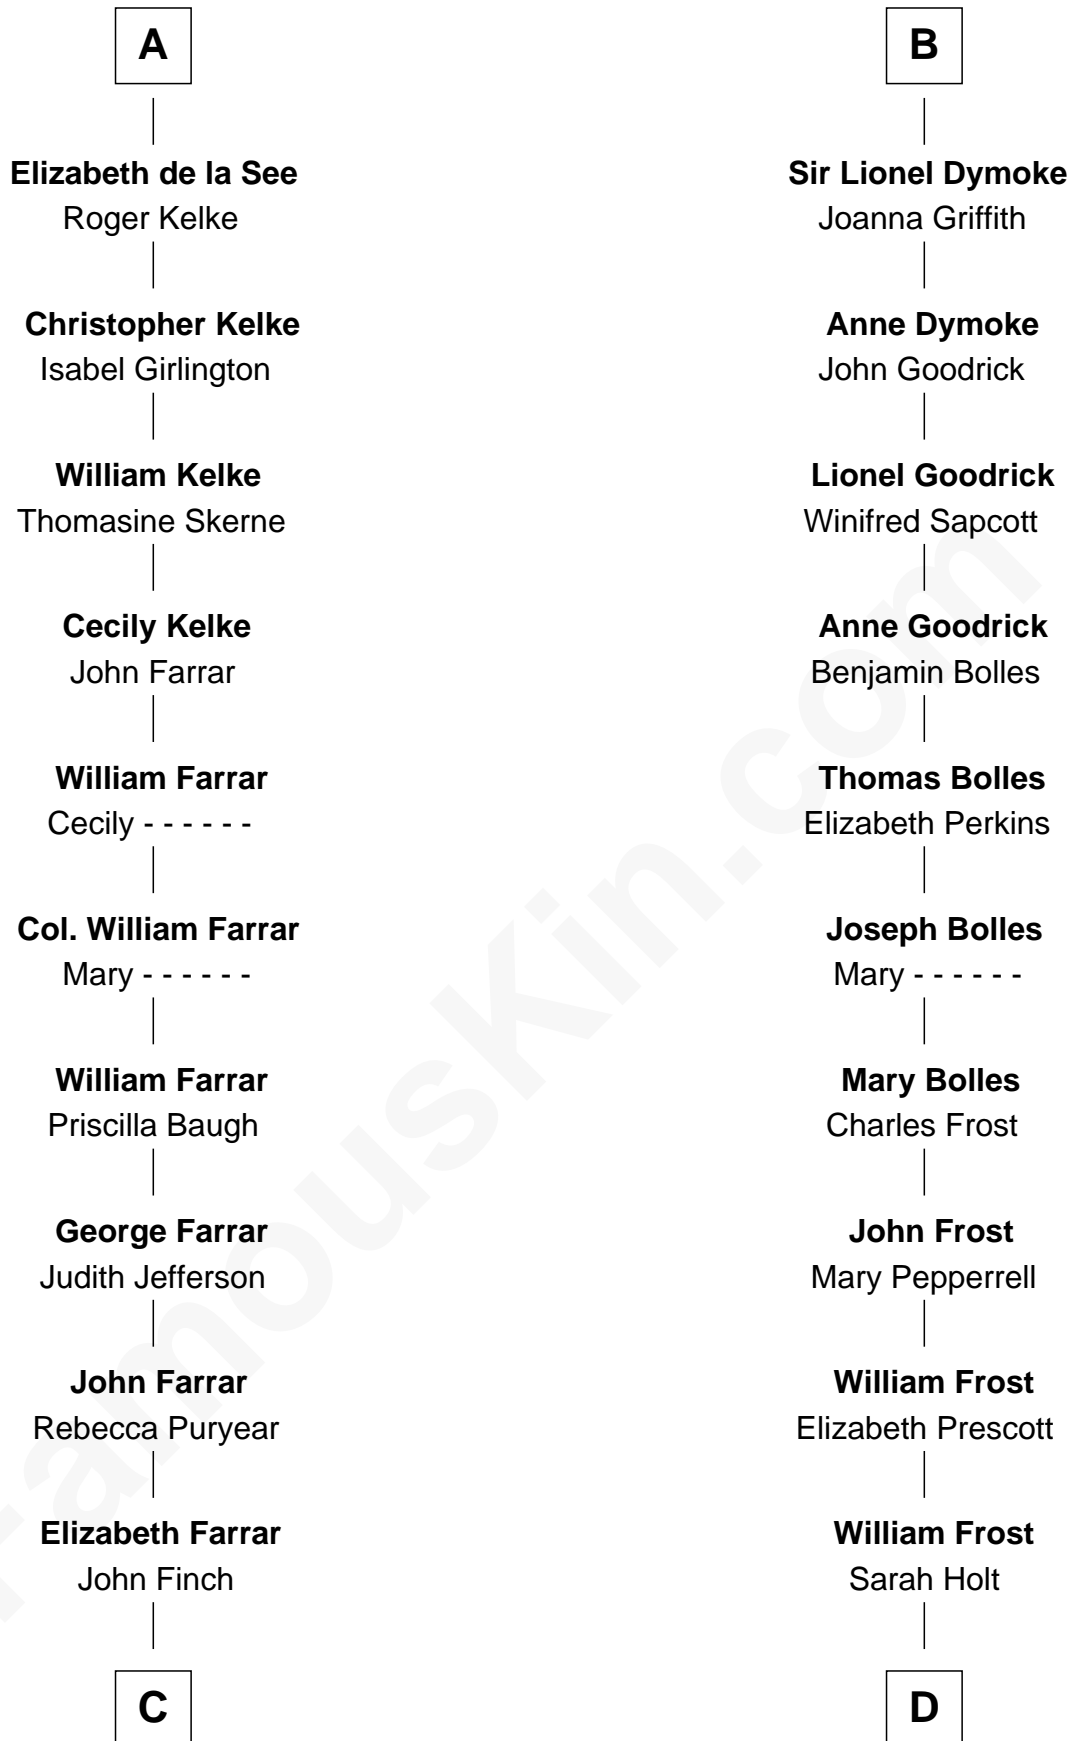 A
Elizabeth de la See
Roger Kelke
Christopher Kelke
Isabel Girlington
William Kelke
Thomasine Skerne
Cecily Kelke
John Farrar
William Farrar
Cecily - - - - - -
Col. William Farrar
Mary - - - - - -
William Farrar
Priscilla Baugh
George Farrar
Judith Jefferson
John Farrar
Rebecca Puryear
Elizabeth Farrar
John Finch
C
B
Sir Lionel Dymoke
Joanna Griffith
Anne Dymoke
John Goodrick
Lionel Goodrick
Winifred Sapcott
Anne Goodrick
Benjamin Bolles
Thomas Bolles
Elizabeth Perkins
Joseph Bolles
Mary - - - - - -
Mary Bolles
Charles Frost
John Frost
Mary Pepperrell
William Frost
Elizabeth Prescott
William Frost
Sarah Holt
D
FamousKin.com